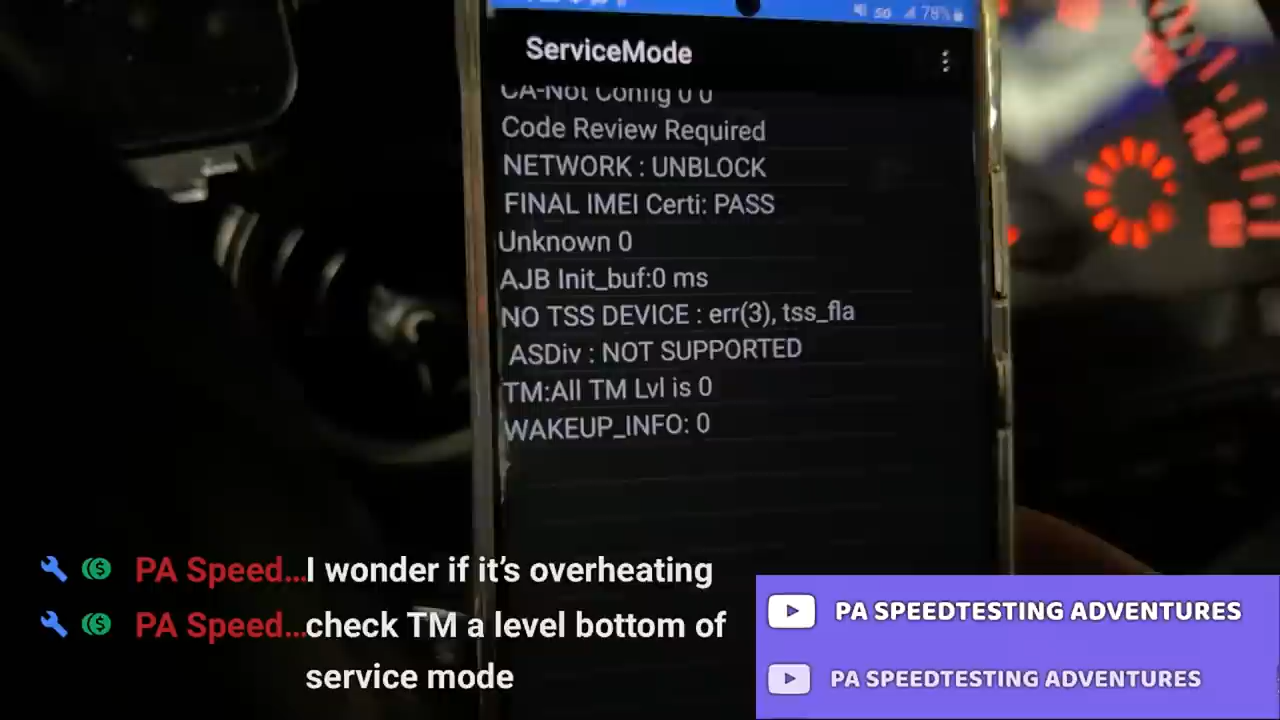 5G 78%
ServiceMode
CA-Not Config 0 0
Code Review Required
NETWORK : UNBLOCK
FINAL IMEI Certi: PASS
Unknown 0
AJB Init_buf:0 ms
NO TSS DEVICE : err(3), tss_fla
ASDiv : NOT SUPPORTED
TM:All TM Lvl is 0
WAKEUP_INFO: 0
PA Speed...I wonder if it's overheating
PA Speed...check TM a level bottom of
service mode
PA SPEEDTESTING ADVENTURES
PA SPEEDTESTING ADVENTURES